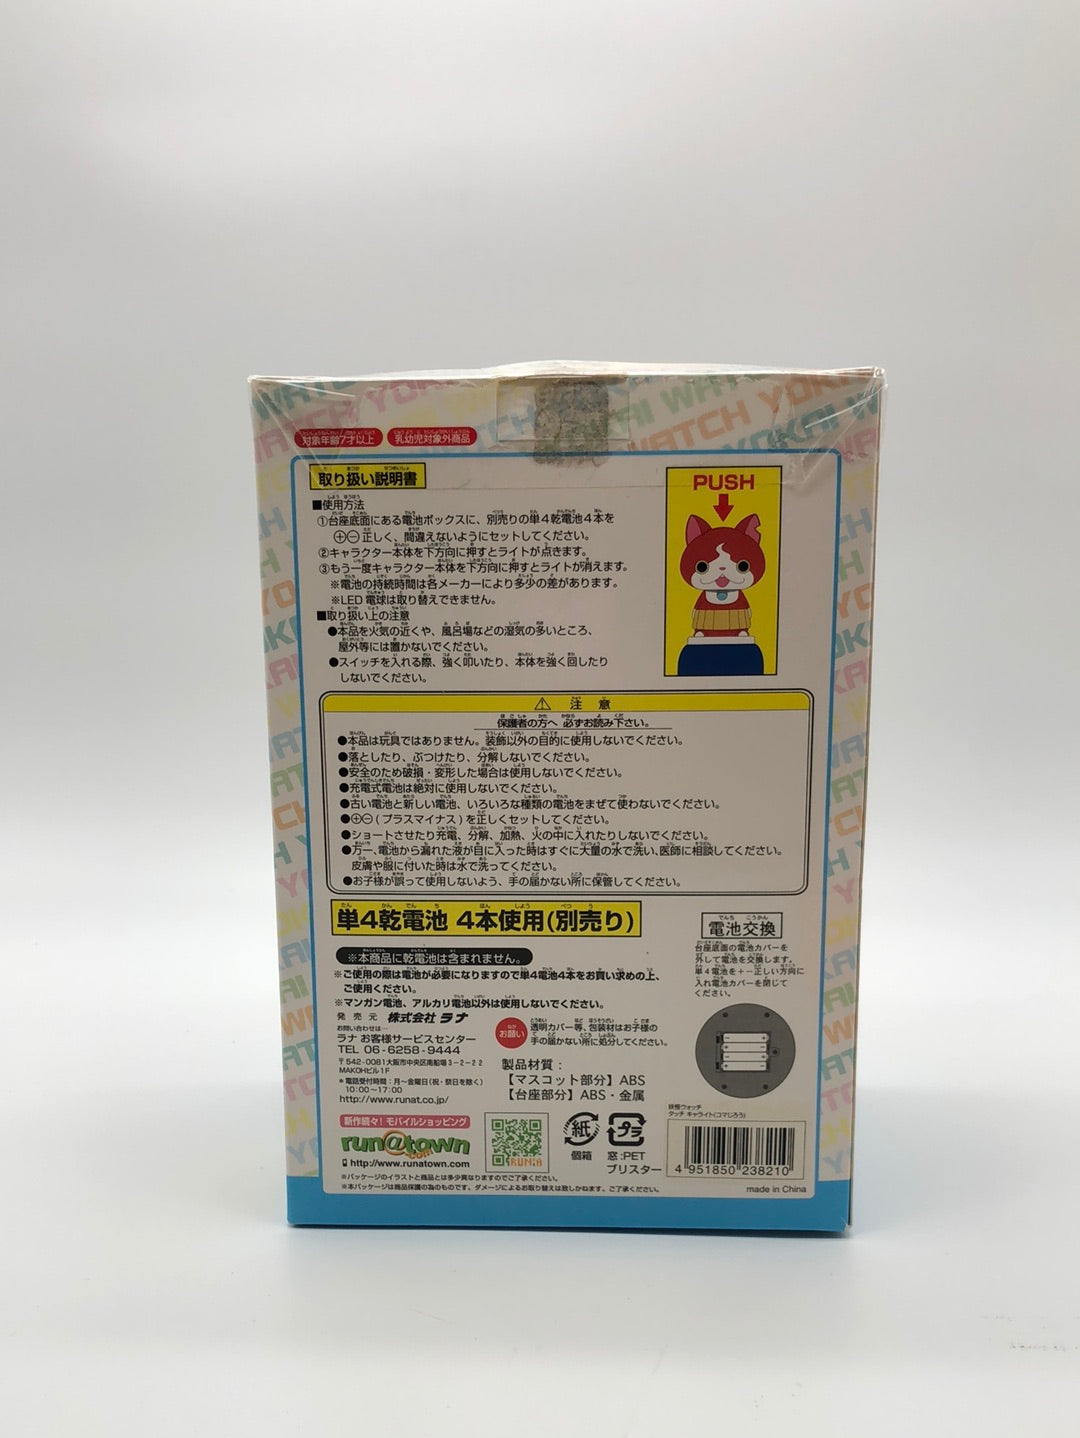 YOKAI WATCH YOKAI
対象年齢7才以上
乳幼児対象外商品
取り扱い説明書
■使用方法
①台座底面にある電池ボックスに、別売りの単4乾電池4本を
⊕⊖正しく、間違えないようにセットしてください。
②キャラクター本体を下方向に押すとライトが点きます。
③もう一度キャラクター本体を下方向に押すとライトが消えます。
※電池の持続時間は各メーカーにより多少の差があります。
※LED電球は取り替えできません。
■取り扱い上の注意
●本品を火気の近くや、風呂場などの湿気の多いところ、
屋外等には置かないでください。
●スイッチを入れる際、強く叩いたり、本体を強く回したり
しないでください。
PUSH
⚠ 注意
保護者の方へ 必ずお読み下さい。
●本品は玩具ではありません。装飾以外の目的に使用しないでください。
●落としたり、ぶつけたり、分解しないでください。
●安全のため破損・変形した場合は使用しないでください。
●充電式電池は絶対に使用しないでください。
●古い電池と新しい電池、いろいろな種類の電池をまぜて使わないでください。
●⊕⊖(プラスマイナス)を正しくセットしてください。
●ショートさせたり充電、分解、加熱、火の中に入れたりしないでください。
●万一、電池から漏れた液が目に入った時はすぐに大量の水で洗い、医師に相談してください。
皮膚や服に付いた時は水で洗ってください。
●お子様が誤って使用しないよう、手の届かない所に保管してください。
単4乾電池 4本使用(別売り)
※本商品に乾電池は含まれません。
※ご使用の際は電池が必要になりますので単4電池4本をお買い求めの上、
ご使用ください。
※マンガン電池、アルカリ電池以外は使用しないでください。
電池交換
台座底面の電池カバーを
外して電池を交換します。
単4電池を＋－正しい方向に
入れ電池カバーを閉じて
ください。
発売元 株式会社 ラナ
お問い合わせは…
ラナ お客様サービスセンター
TEL 06-6258-9444
〒542-0081大阪市中央区南船場3-2-22
MAKOHビル1F
＊電話受付時間：月～金曜日(祝・祭日を除く)
10:00～17:00
http://www.runat.co.jp/
お願い
透明カバー等、包装材はお子様の
手の届かない所に処分してください。
製品材質：
【マスコット部分】ABS
【台座部分】ABS・金属
新作続々！モバイルショッピング
run@town
.com
http://www.runatown.com
RUNA
紙
個箱
プラ
窓：PET
ブリスター
妖怪ウォッチ
タッチ キャライト(コマじろう)
4 951850 238210
※パッケージのイラストと商品とは多少異なりますのでご了承ください。
※本パッケージは商品保護の為のものです。ダメージによるお取り替えは致しかねます。ご了承ください。
made in China